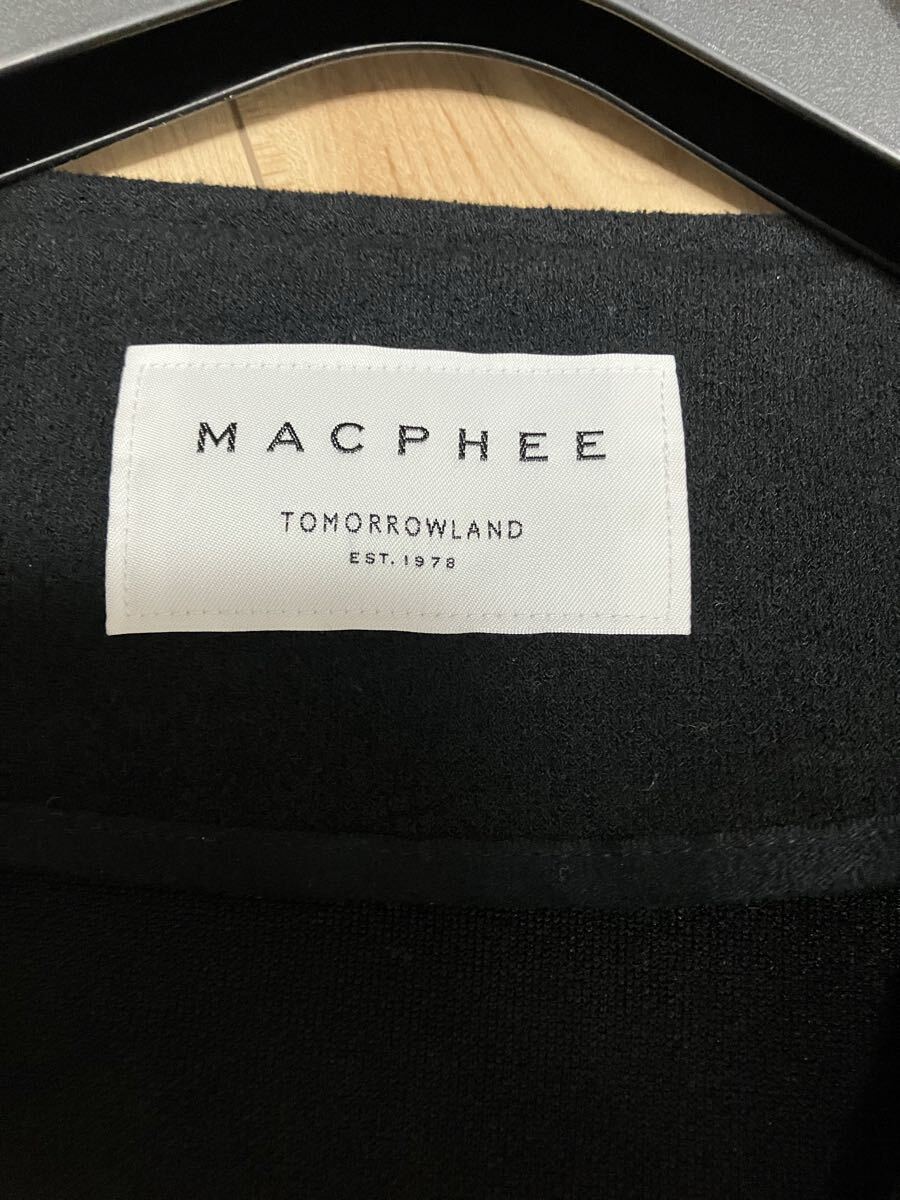 MACPHEE
TOMORROWLAND
EST. 1978